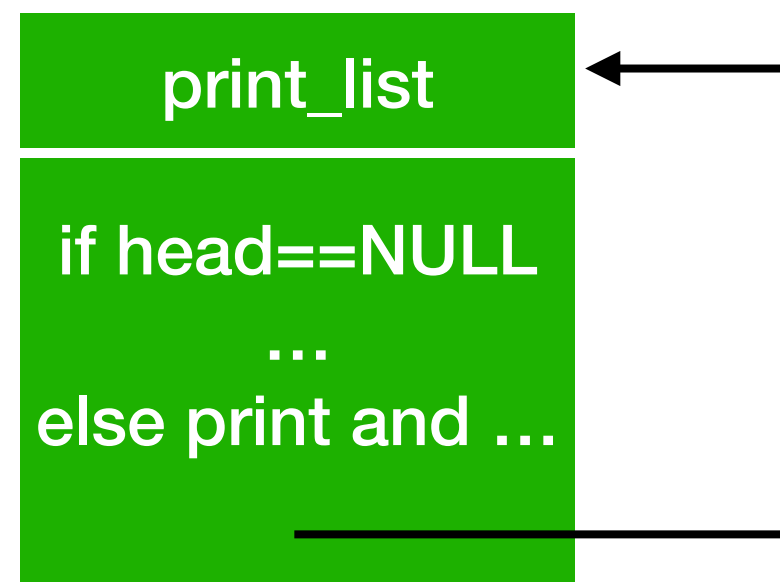 print_list
if head==NULL
…
else print and …